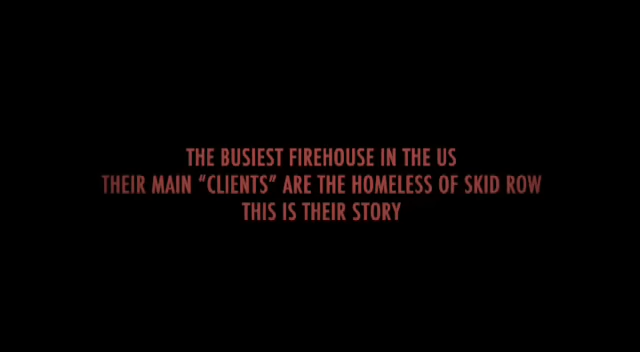 THE BUSIEST FIREHOUSE IN THE US
THEIR MAIN “CLIENTS” ARE THE HOMELESS OF SKID ROW
THIS IS THEIR STORY